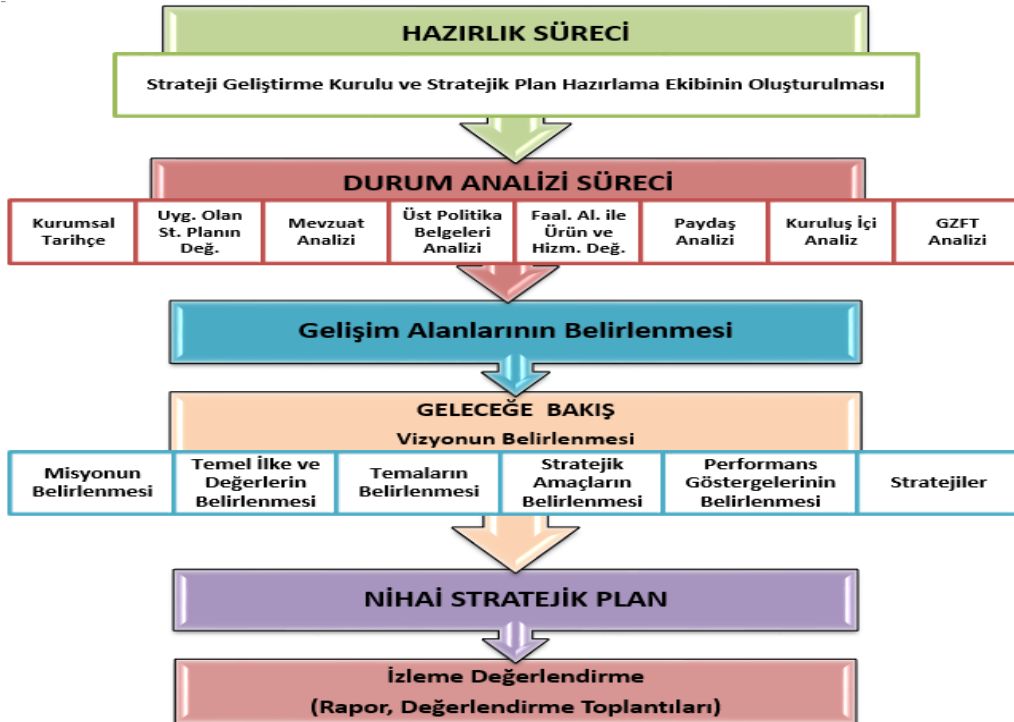 HAZIRLIK SÜRECİ
Strateji Geliştirme Kurulu ve Stratejik Plan Hazırlama Ekibinin Oluşturulması
DURUM ANALİZİ SÜRECİ
Kurumsal
Tarihçe
Uyg. Olan
St. Planın
Değ.
Mevzuat
Analizi
Üst Politika
Belgeleri
Analizi
Faal. Al. ile
Ürün ve
Hizm. Değ.
Paydaş
Analizi
Kuruluş İçi
Analiz
GZFT
Analizi
Gelişim Alanlarının Belirlenmesi
GELECEĞE BAKIŞ
Vizyonun Belirlenmesi
Misyonun
Belirlenmesi
Temel İlke ve
Değerlerin
Belirlenmesi
Temaların
Belirlenmesi
Stratejik
Amaçların
Belirlenmesi
Performans
Göstergelerinin
Belirlenmesi
Stratejiler
NİHAİ STRATEJİK PLAN
İzleme Değerlendirme
(Rapor, Değerlendirme Toplantıları)